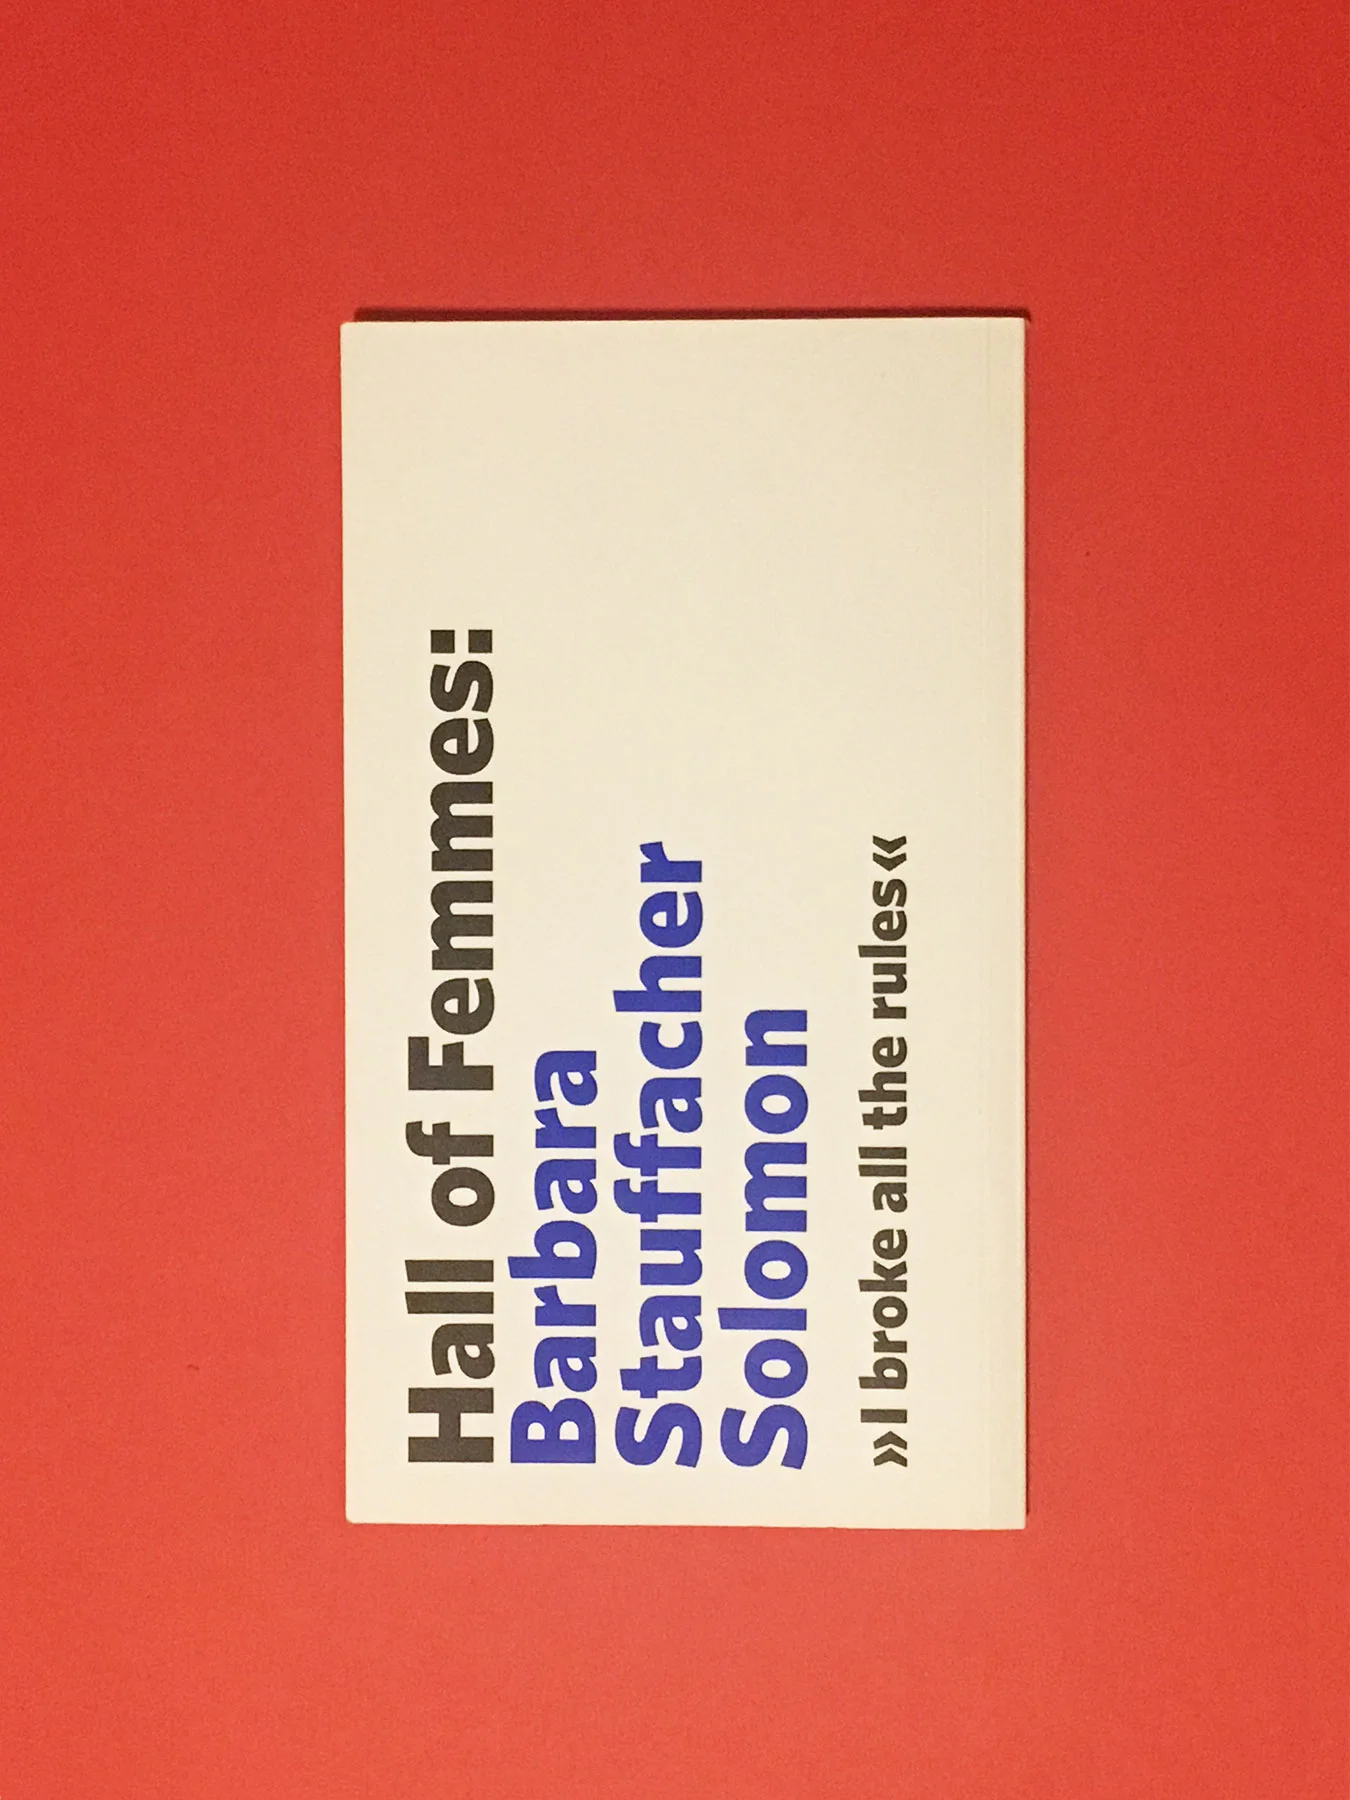 Hall of Femmes:
Barbara
Stauffacher
Solomon
»I broke all the rules«